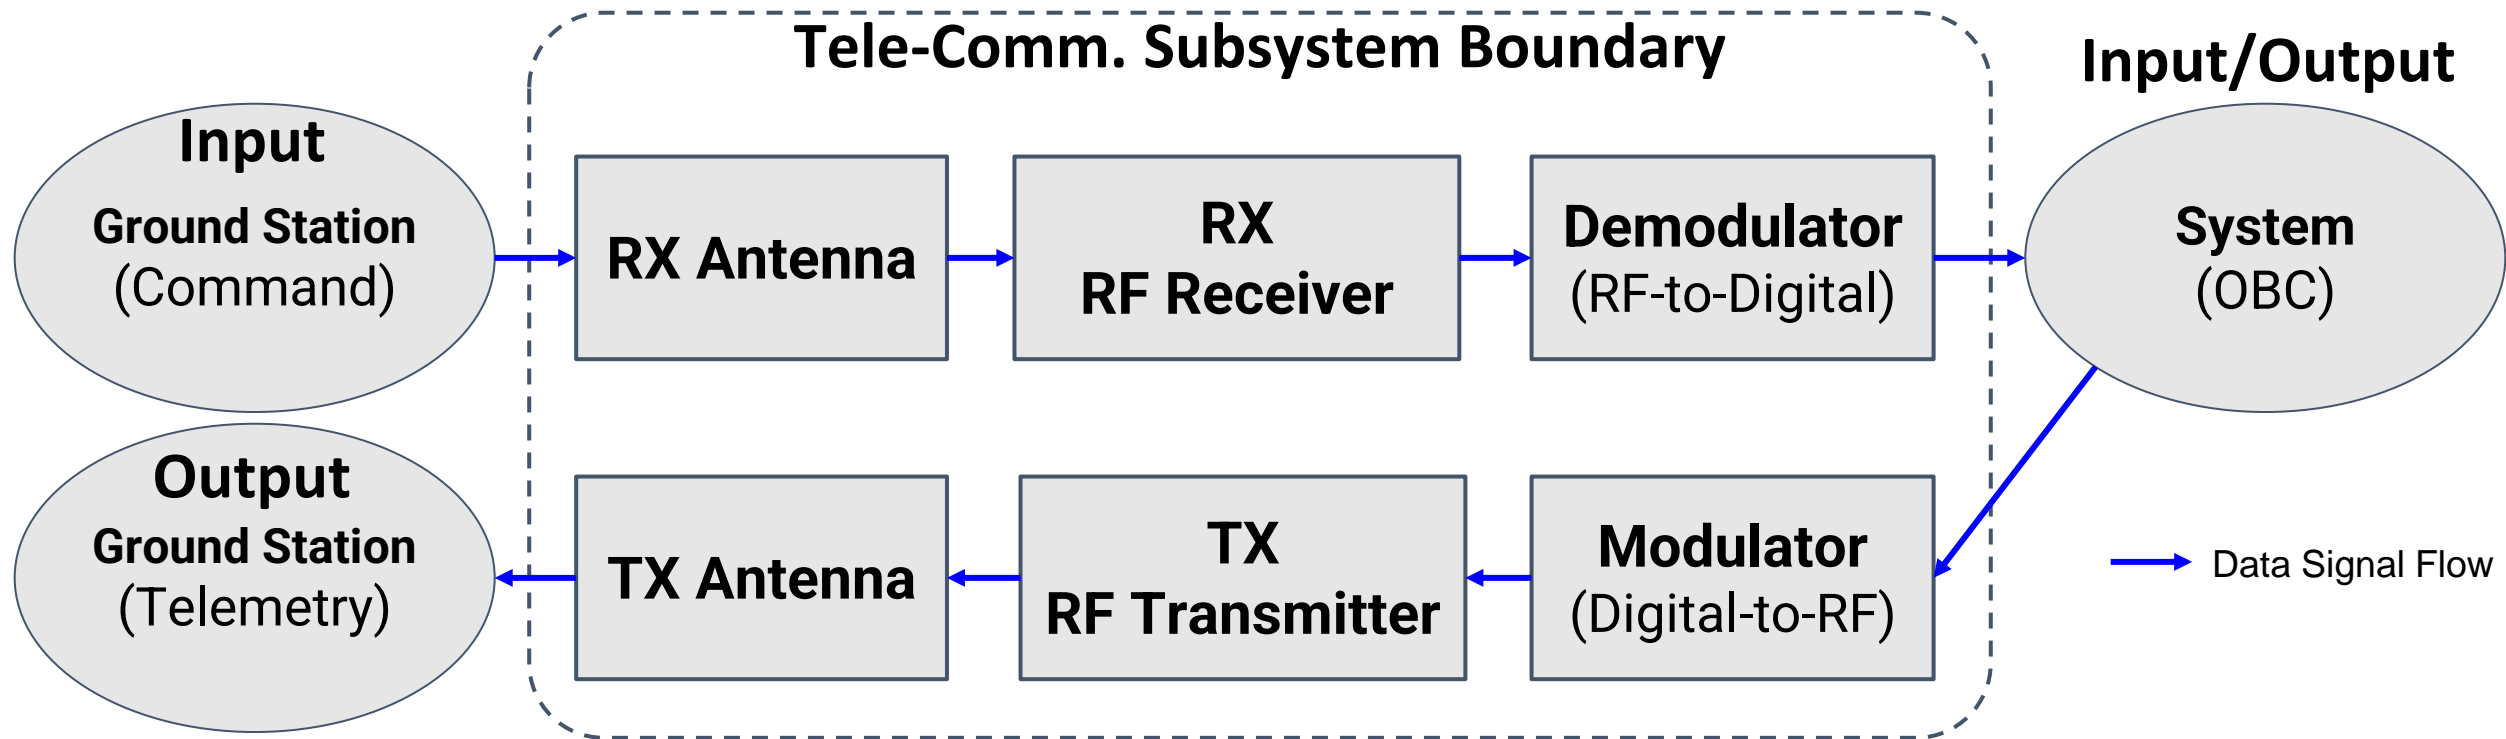 Tele-Comm. Subsystem Boundary
Input/Output
Input
Ground Station
(Command)
RX Antenna
RX
RF Receiver
Demodulator
(RF-to-Digital)
System
(OBC)
Output
Ground Station
(Telemetry)
TX Antenna
TX
RF Transmitter
Modulator
(Digital-to-RF)
Data Signal Flow